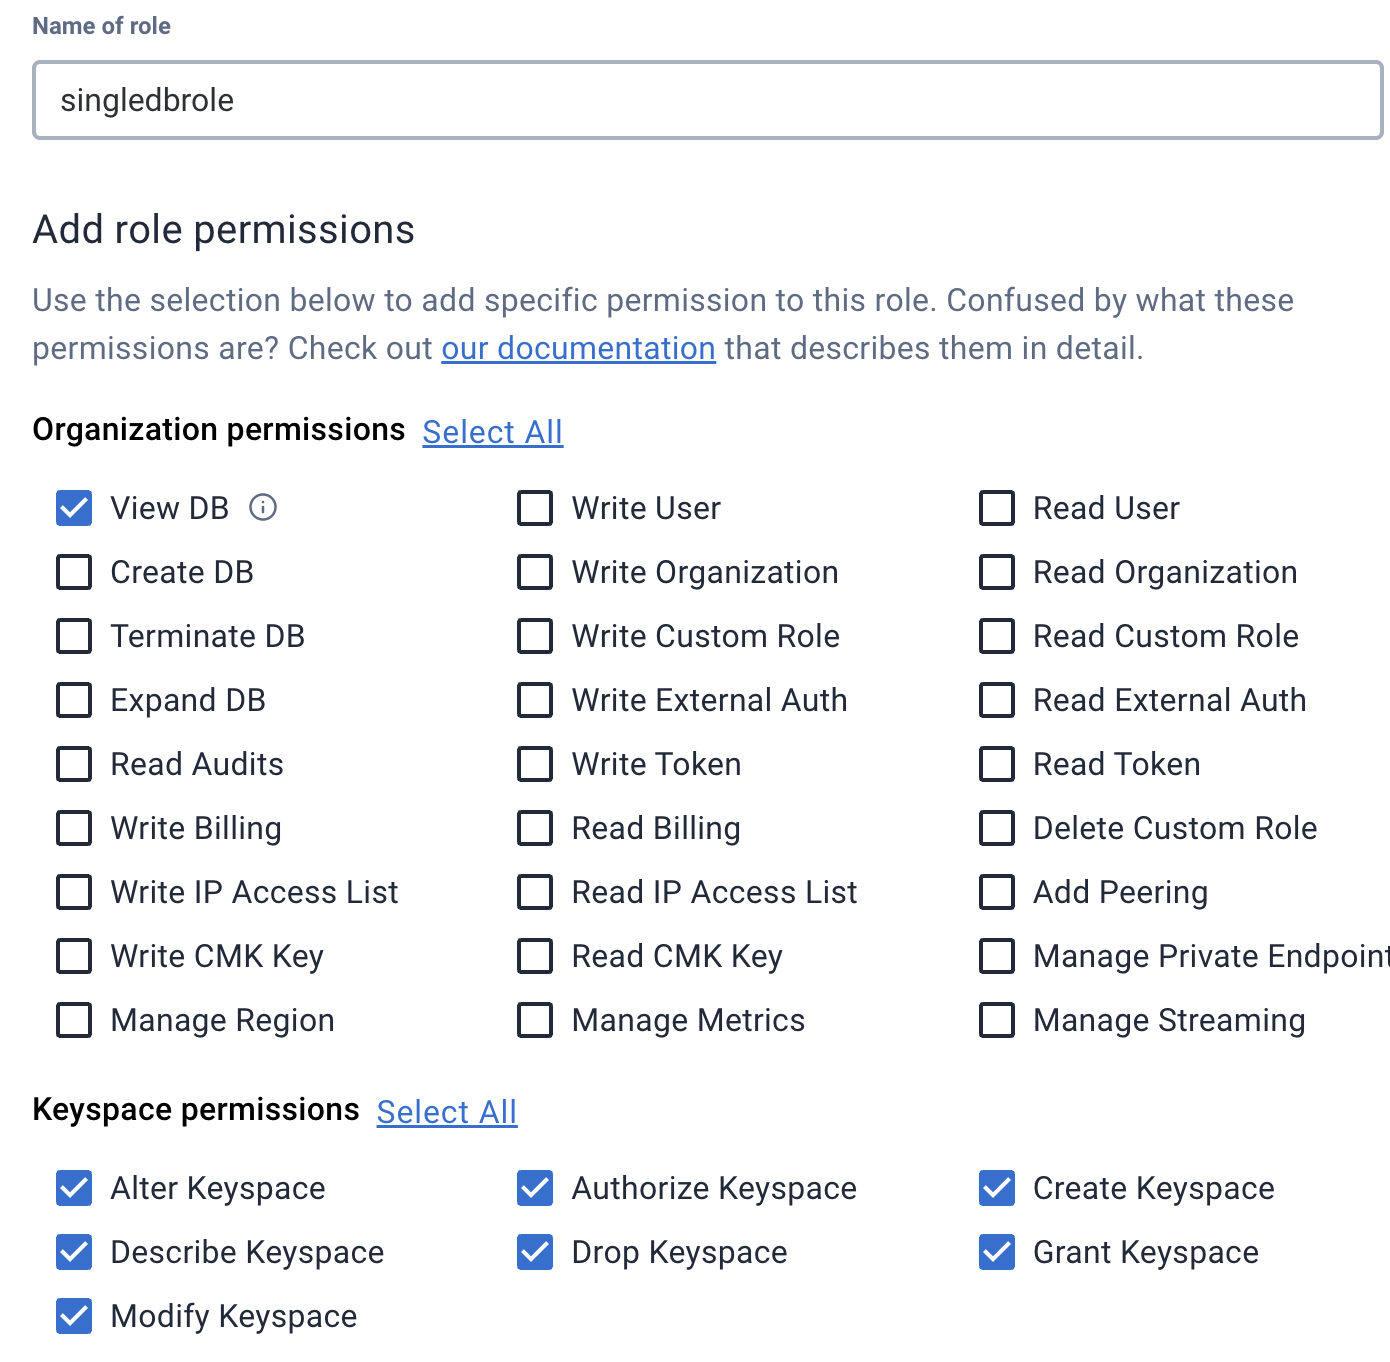 Name of role
singledbrole
Add role permissions
Use the selection below to add specific permission to this role. Confused by what these
permissions are? Check out our documentation that describes them in detail.
Organization permissions Select All
View DB Write User Read User
Create DB Write Organization Read Organization
Terminate DB Write Custom Role Read Custom Role
Expand DB Write External Auth Read External Auth
Read Audits Write Token Read Token
Write Billing Read Billing Delete Custom Role
Write IP Access List Read IP Access List Add Peering
Write CMK Key Read CMK Key Manage Private Endpoint
Manage Region Manage Metrics Manage Streaming
Keyspace permissions Select All
Alter Keyspace Authorize Keyspace Create Keyspace
Describe Keyspace Drop Keyspace Grant Keyspace
Modify Keyspace